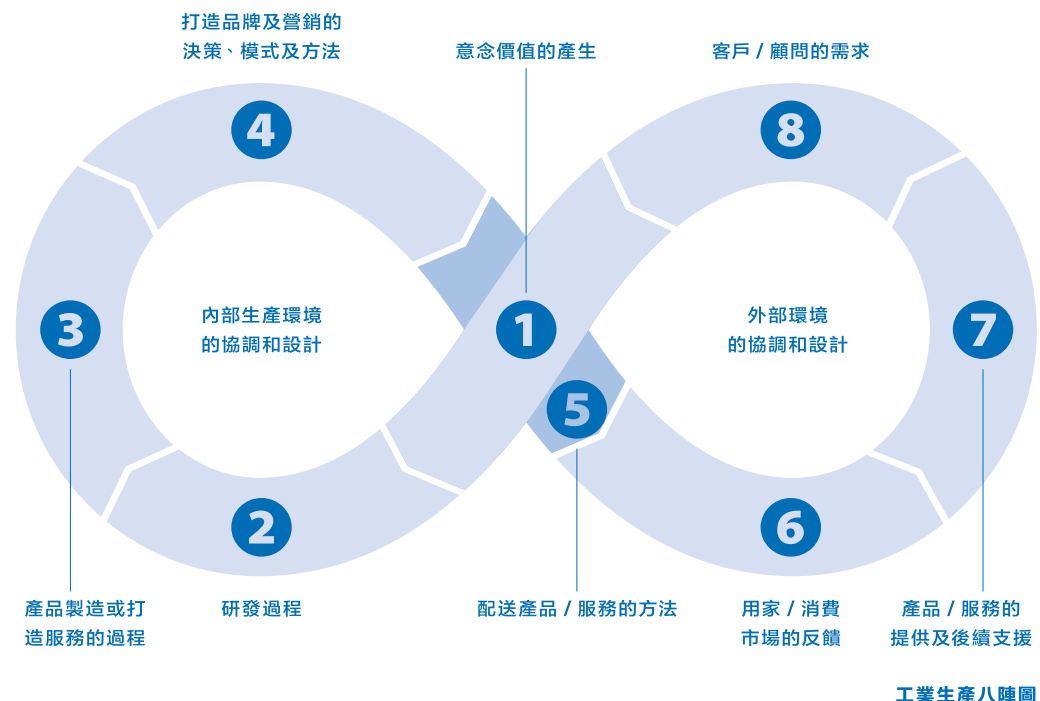 打造品牌及營銷的
決策、模式及方法
意念價值的產生
客戶 / 顧問的需求
4
8
3
內部生產環境
的協調和設計
1
外部環境
的協調和設計
7
5
2
6
產品製造或打
造服務的過程
研發過程
配送產品 / 服務的方法
用家 / 消費
市場的反饋
產品 / 服務的
提供及後續支援
工業生產八陣圖